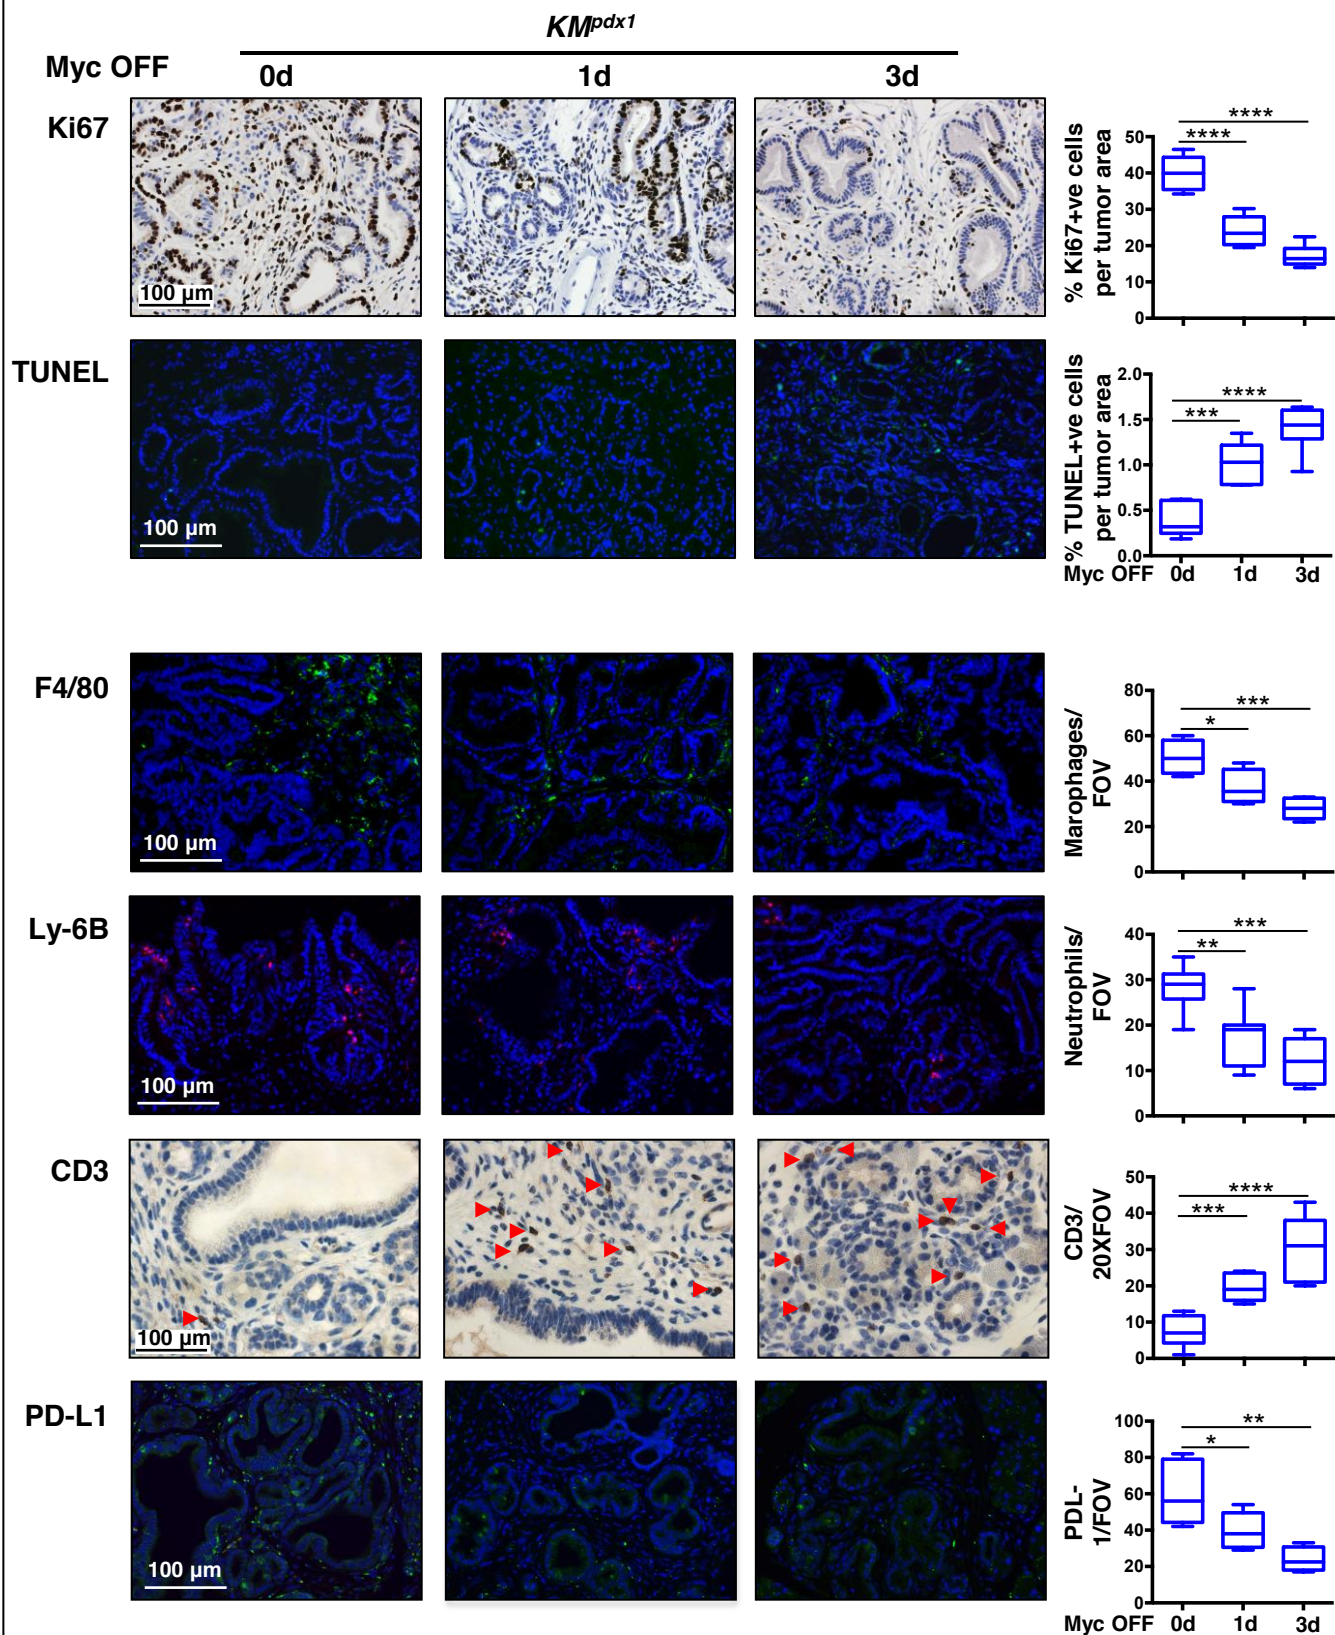 KMpdx1
Myc OFF 0d 1d 3d
Ki67
100 µm
% Ki67+ve cells
per tumor area
50
40
30
20
10
0
****
****
TUNEL
100 µm
% TUNEL+ve cells
per tumor area
2.0
1.5
1.0
0.5
0.0
****
***
Myc OFF 0d 1d 3d
F4/80
100 µm
Marophages/
FOV
80
60
40
20
0
***
*
Ly-6B
100 µm
Neutrophils/
FOV
40
30
20
10
0
***
**
CD3
100 µm
CD3/
20XFOV
50
40
30
20
10
0
****
***
PD-L1
100 µm
PDL-
1/FOV
100
80
60
40
20
0
**
*
Myc OFF 0d 1d 3d